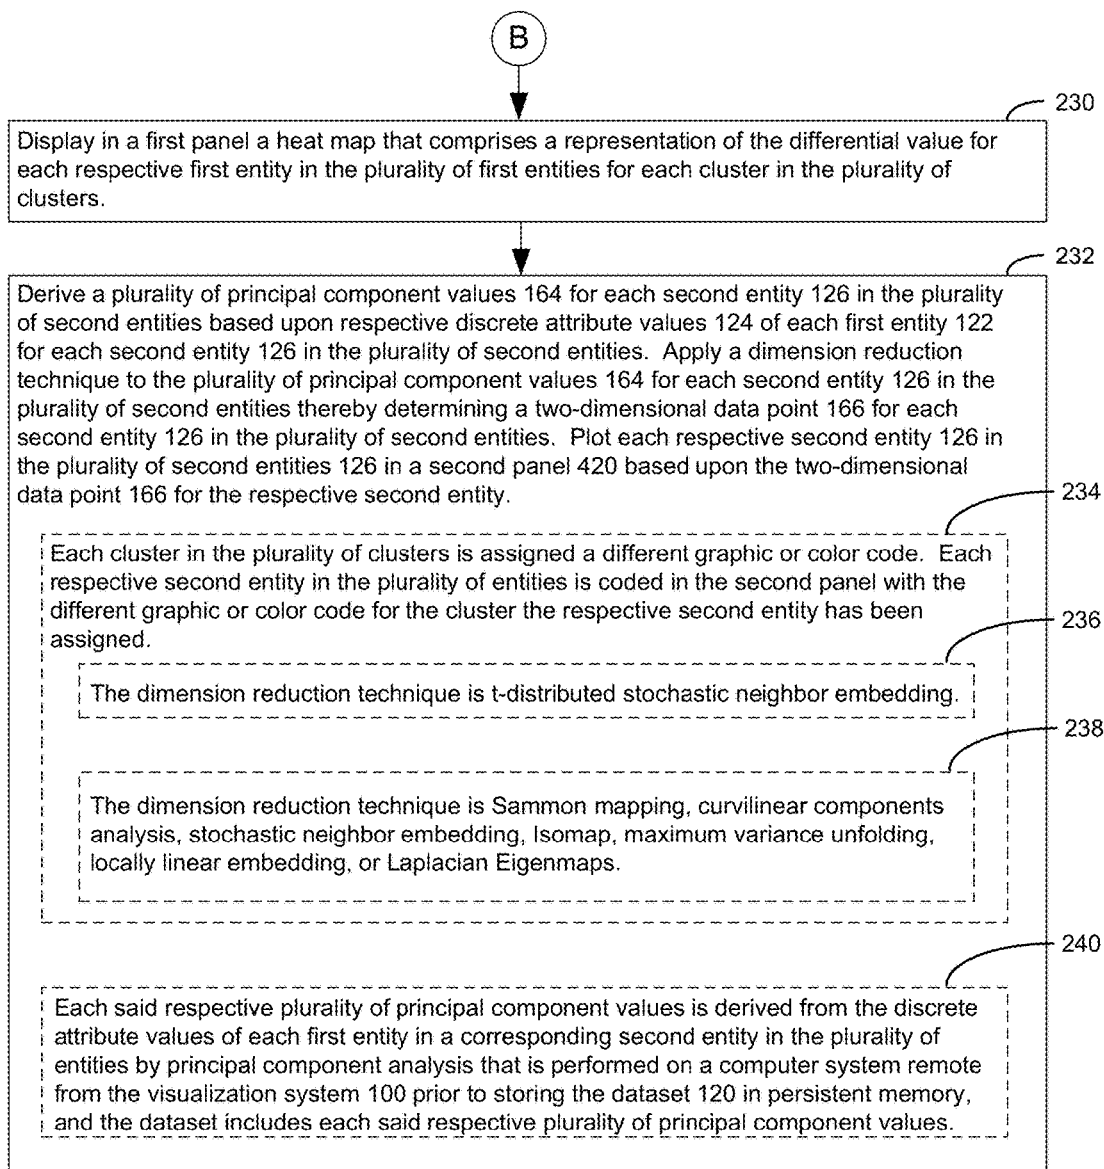 B
230
Display in a first panel a heat map that comprises a representation of the differential value for
each respective first entity in the plurality of first entities for each cluster in the plurality of
clusters.
232
Derive a plurality of principal component values 164 for each second entity 126 in the plurality
of second entities based upon respective discrete attribute values 124 of each first entity 122
for each second entity 126 in the plurality of second entities.  Apply a dimension reduction
technique to the plurality of principal component values 164 for each second entity 126 in the
plurality of second entities thereby determining a two-dimensional data point 166 for each
second entity 126 in the plurality of second entities.  Plot each respective second entity 126 in
the plurality of second entities 126 in a second panel 420 based upon the two-dimensional
data point 166 for the respective second entity.
234
Each cluster in the plurality of clusters is assigned a different graphic or color code.  Each
respective second entity in the plurality of entities is coded in the second panel with the
different graphic or color code for the cluster the respective second entity has been
assigned.
236
The dimension reduction technique is t-distributed stochastic neighbor embedding.
238
The dimension reduction technique is Sammon mapping, curvilinear components
analysis, stochastic neighbor embedding, Isomap, maximum variance unfolding,
locally linear embedding, or Laplacian Eigenmaps.
240
Each said respective plurality of principal component values is derived from the discrete
attribute values of each first entity in a corresponding second entity in the plurality of
entities by principal component analysis that is performed on a computer system remote
from the visualization system 100 prior to storing the dataset 120 in persistent memory,
and the dataset includes each said respective plurality of principal component values.